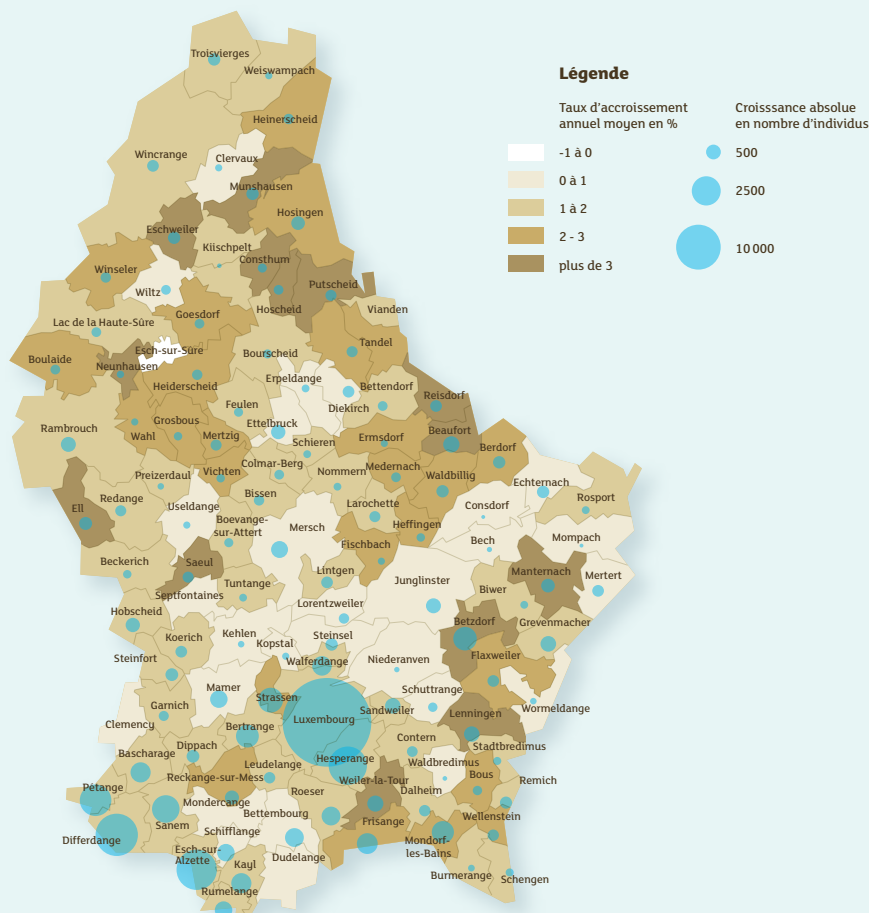 Légende
Taux d'accroissement
annuel moyen en %
-1 à 0
0 à 1
1 à 2
2 - 3
plus de 3
Croisssance absolue
en nombre d'individus
500
2500
10 000
Troisvierges
Weiswampach
Heinerscheid
Wincrange
Clervaux
Munshausen
Hosingen
Eschweiler
Kiischpelt
Consthum
Winseler
Wiltz
Putscheid
Hoscheid
Vianden
Goesdorf
Lac de la Haute-Sûre
Esch-sur-Sûre
Bourscheid
Tandel
Boulaide
Neunhausen
Heiderscheid
Erpeldange
Bettendorf
Reisdorf
Feulen
Diekirch
Rambrouch
Wahl
Grosbous
Mertzig
Ettelbruck
Schieren
Ermsdorf
Beaufort
Berdorf
Preizerdaul
Vichten
Colmar-Berg
Nommern
Medernach
Waldbillig
Echternach
Rosport
Ell
Redange
Useldange
Bissen
Boevange-
sur-Attert
Mersch
Larochette
Heffingen
Consdorf
Fischbach
Bech
Mompach
Beckerich
Saeul
Septfontaines
Tuntange
Lintgen
Junglinster
Manternach
Mertert
Biwer
Hobscheid
Lorentzweiler
Betzdorf
Grevenmacher
Koerich
Kehlen
Kopstal
Steinsel
Steinfort
Walferdange
Niederanven
Flaxweiler
Schuttrange
Mamer
Strassen
Luxembourg
Sandweiler
Lenningen
Wormeldange
Garnich
Clemency
Bertrange
Contern
Stadtbredimus
Bascharage
Dippach
Reckange-sur-Mess
Leudelange
Hesperange
Waldbredimus
Bous
Remich
Pétange
Mondercange
Roeser
Weiler-la-Tour
Dalheim
Wellenstein
Differdange
Sanem
Schifflange
Bettembourg
Frisange
Mondorf-
les-Bains
Esch-sur-
Alzette
Kayl
Dudelange
Rumelange
Burmerange
Schengen